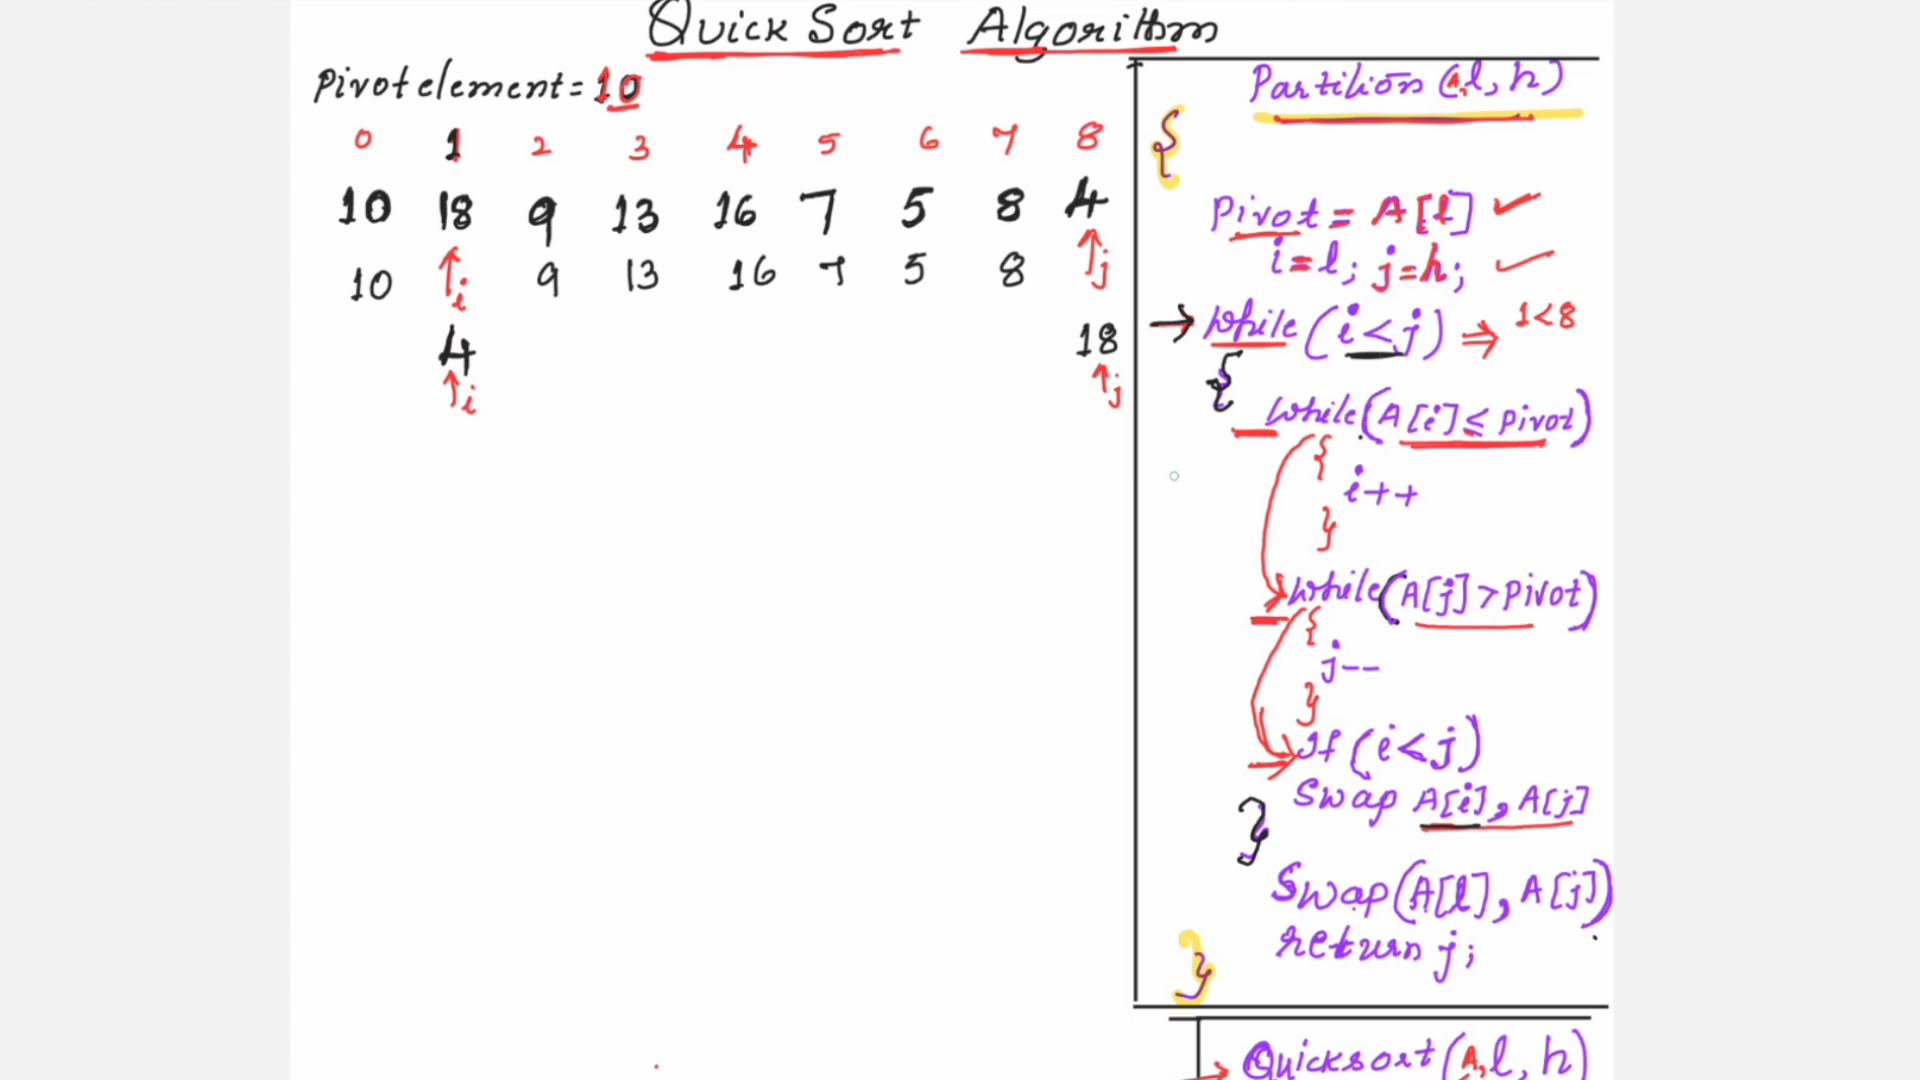 Quick Sort Algorithm
Pivot element = 10
0 1 2 3 4 5 6 7 8
10 18 9 13 16 7 5 8 4
i j
10 9 13 16 7 5 8
4 18
i j
Partition (A, l, h)
{
Pivot = A[l]
i = l; j = h;
while (i < j) ⇒ 1<8
{
while (A[i] ≤ pivot)
{
i++
}
while (A[j] > pivot)
{
j--
}
If (i < j)
Swap A[i], A[j]
}
Swap (A[l], A[j])
return j;
}
Quicksort (A, l, h)